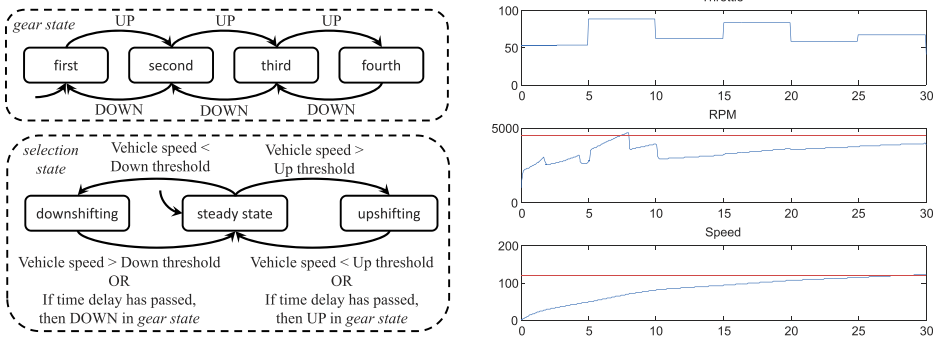 gear state
UP UP UP
first second third fourth
DOWN DOWN DOWN
selection
state
Vehicle speed <
Down threshold
Vehicle speed >
Up threshold
downshifting steady state upshifting
Vehicle speed > Down threshold
OR
If time delay has passed,
then DOWN in gear state
Vehicle speed < Up threshold
OR
If time delay has passed,
then UP in gear state
Throttle
100
50
0
0 5 10 15 20 25 30
RPM
5000
0
0 5 10 15 20 25 30
Speed
200
100
0
0 5 10 15 20 25 30